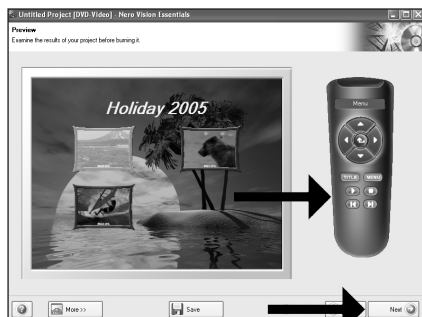 Untitled Project [DVD-Video] - Nero Vision Essentials
Preview
Examine the results of your project before burning it.
Holiday 2005
Menu
TITLE MENU
More >>
Save
Next